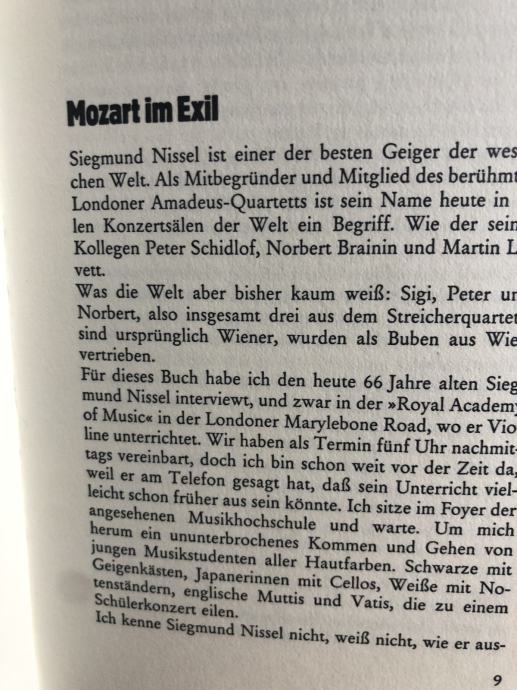 Mozart im Exil
Siegmund Nissel ist einer der besten Geiger der wes
chen Welt. Als Mitbegründer und Mitglied des berühmt
Londoner Amadeus-Quartetts ist sein Name heute in
len Konzertsälen der Welt ein Begriff. Wie der sein
Kollegen Peter Schidlof, Norbert Brainin und Martin L
vett.
Was die Welt aber bisher kaum weiß: Sigi, Peter un
Norbert, also insgesamt drei aus dem Streicherquartet
sind ursprünglich Wiener, wurden als Buben aus Wie
vertrieben.
Für dieses Buch habe ich den heute 66 Jahre alten Sieg
mund Nissel interviewt, und zwar in der »Royal Academy
of Music« in der Londoner Marylebone Road, wo er Vio-
line unterrichtet. Wir haben als Termin fünf Uhr nachmit-
tags vereinbart, doch ich bin schon weit vor der Zeit da,
weil er am Telefon gesagt hat, daß sein Unterricht viel-
leicht schon früher aus sein könnte. Ich sitze im Foyer der
angesehenen Musikhochschule und warte. Um mich
herum ein ununterbrochenes Kommen und Gehen von
jungen Musikstudenten aller Hautfarben. Schwarze mit
Geigenkästen, Japanerinnen mit Cellos, Weiße mit No-
tenständern, englische Muttis und Vatis, die zu einem
Schülerkonzert eilen.
Ich kenne Siegmund Nissel nicht, weiß nicht, wie er aus-
9